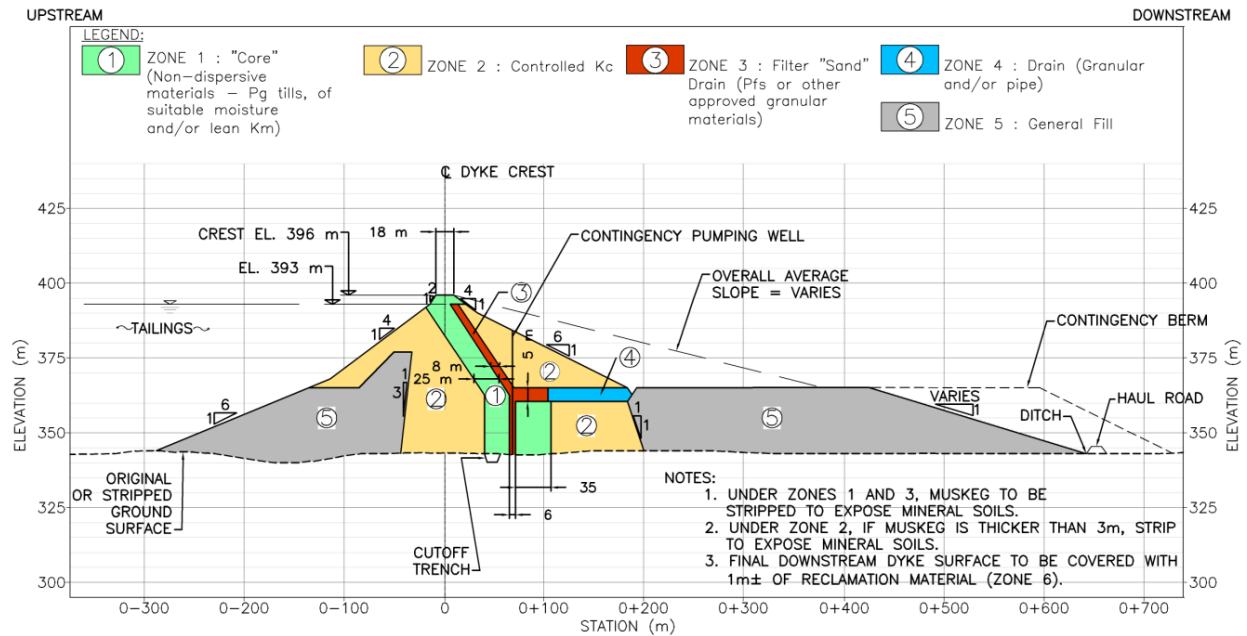 UPSTREAM
DOWNSTREAM
LEGEND:
1
ZONE 1 : "Core"
(Non-dispersive
materials – Pg tills, of
suitable moisture
and/or lean Km)
2
ZONE 2 : Controlled Kc
3
ZONE 3 : Filter "Sand"
Drain (Pfs or other
approved granular
materials)
4
ZONE 4 : Drain (Granular
and/or pipe)
5
ZONE 5 : General Fill
℄ DYKE CREST
425
425
CREST EL. 396 m
18 m
CONTINGENCY PUMPING WELL
EL. 393 m
400
400
2
1
4
1
3
OVERALL AVERAGE
SLOPE = VARIES
TAILINGS
4
1
5 m
6
1
CONTINGENCY BERM
375
375
8 m
25 m
2
4
1
3
1
2
6
1
5
2
1
1
5
VARIES
1
DITCH
HAUL ROAD
350
350
ELEVATION (m)
ELEVATION (m)
ORIGINAL
OR STRIPPED
GROUND
SURFACE
35
6
CUTOFF
TRENCH
325
325
NOTES:
1. UNDER ZONES 1 AND 3, MUSKEG TO BE
STRIPPED TO EXPOSE MINERAL SOILS.
2. UNDER ZONE 2, IF MUSKEG IS THICKER THAN 3m, STRIP
TO EXPOSE MINERAL SOILS.
3. FINAL DOWNSTREAM DYKE SURFACE TO BE COVERED WITH
1m± OF RECLAMATION MATERIAL (ZONE 6).
300
300
0-300
0-200
0-100
0
0+100
0+200
0+300
0+400
0+500
0+600
0+700
STATION (m)